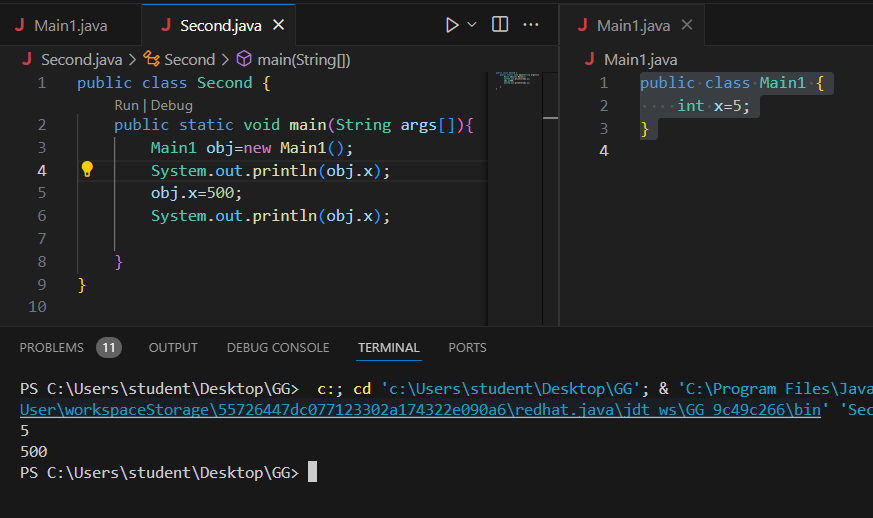 Main1.java
Second.java
Main1.java
Second.java > Second > main(String[])
Main1.java
1 public class Second {
Run | Debug
2 public static void main(String args[]){
3 Main1 obj=new Main1();
4 System.out.println(obj.x);
5 obj.x=500;
6 System.out.println(obj.x);
7
8 }
9 }
10
1 public class Main1 {
2 int x=5;
3 }
4
PROBLEMS 11 OUTPUT DEBUG CONSOLE TERMINAL PORTS
PS C:\Users\student\Desktop\GG>  c:; cd 'c:\Users\student\Desktop\GG'; & 'C:\Program Files\Java
User\workspaceStorage\55726447dc077123302a174322e090a6\redhat.java\jdt_ws\GG_9c49c266\bin' 'Sec
5
500
PS C:\Users\student\Desktop\GG>